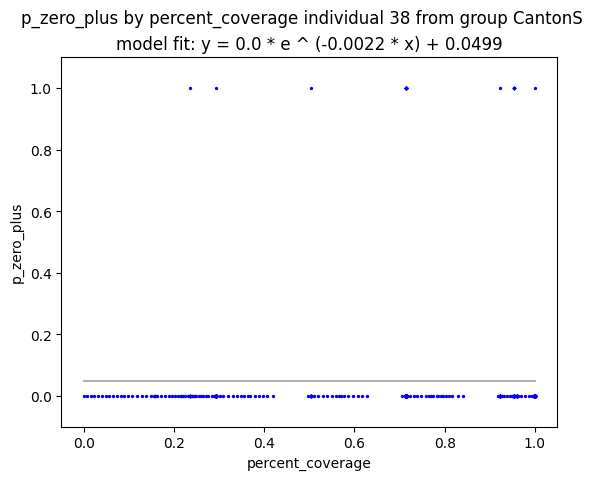 p_zero_plus by percent_coverage individual 38 from group CantonS
model fit: y = 0.0 * e ^ (-0.0022 * x) + 0.0499
1.0
0.8
0.6
0.4
0.2
0.0
p_zero_plus
0.0 0.2 0.4 0.6 0.8 1.0
percent_coverage